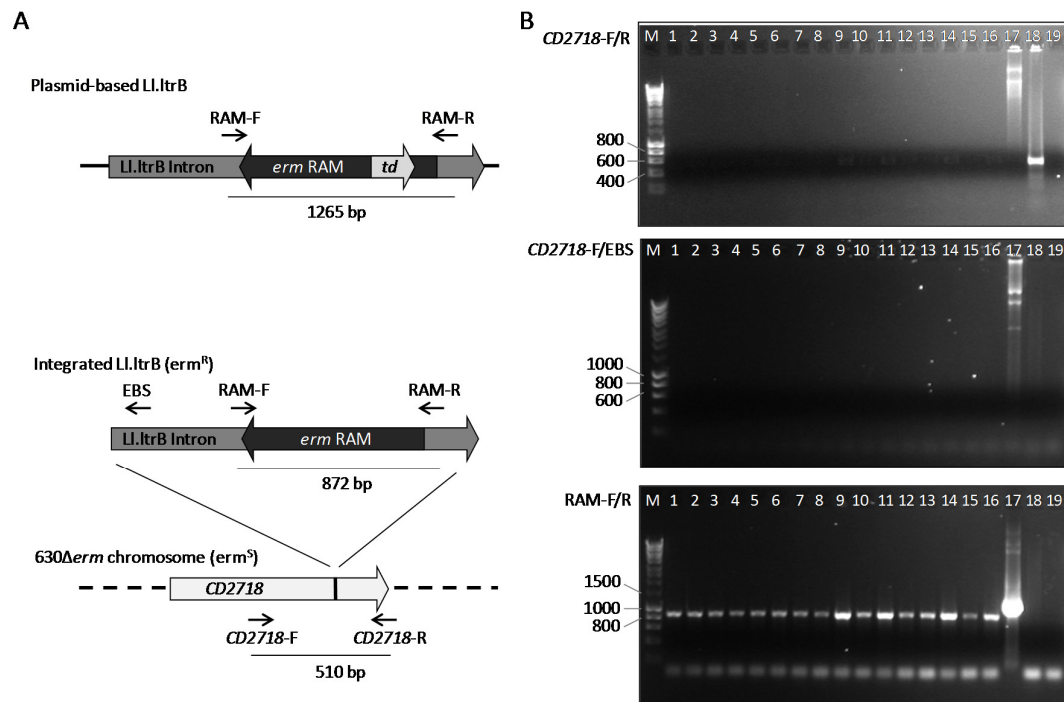 A
Plasmid-based Ll.ltrB
RAM-F
RAM-R
Ll.ltrB Intron
erm RAM
td
1265 bp
Integrated Ll.ltrB (ermR)
EBS
RAM-F
RAM-R
Ll.ltrB Intron
erm RAM
872 bp
630Δerm chromosome (ermS)
CD2718
CD2718-F
CD2718-R
510 bp
B
CD2718-F/R
M 1 2 3 4 5 6 7 8 9 10 11 12 13 14 15 16 17 18 19
800
600
400
CD2718-F/EBS
M 1 2 3 4 5 6 7 8 9 10 11 12 13 14 15 16 17 18 19
1000
800
600
RAM-F/R
M 1 2 3 4 5 6 7 8 9 10 11 12 13 14 15 16 17 18 19
1500
1000
800